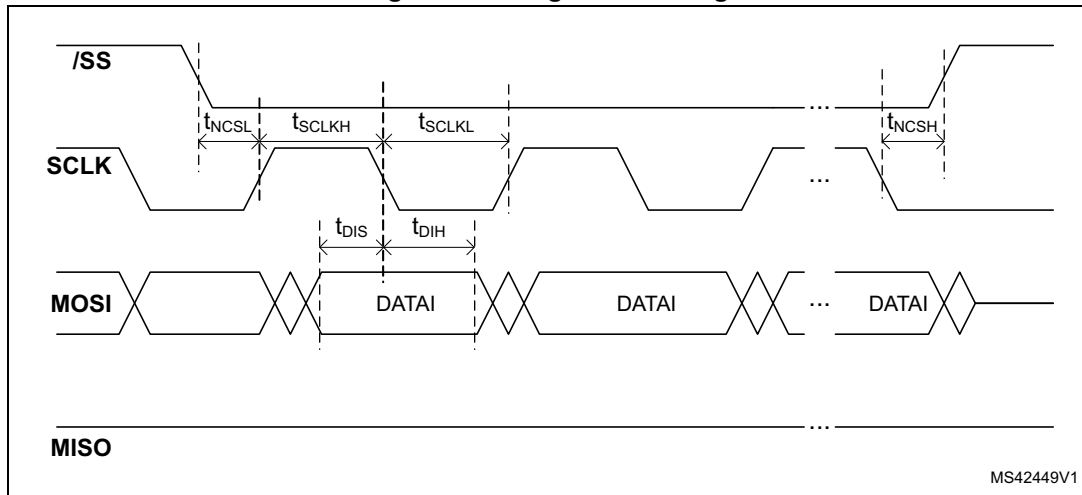 /SS
...
tNCSL tSCLKH tSCLKL tNCSH
SCLK
...
tDIS tDIH
MOSI DATAI DATAI ... DATAI
...
MISO
MS42449V1